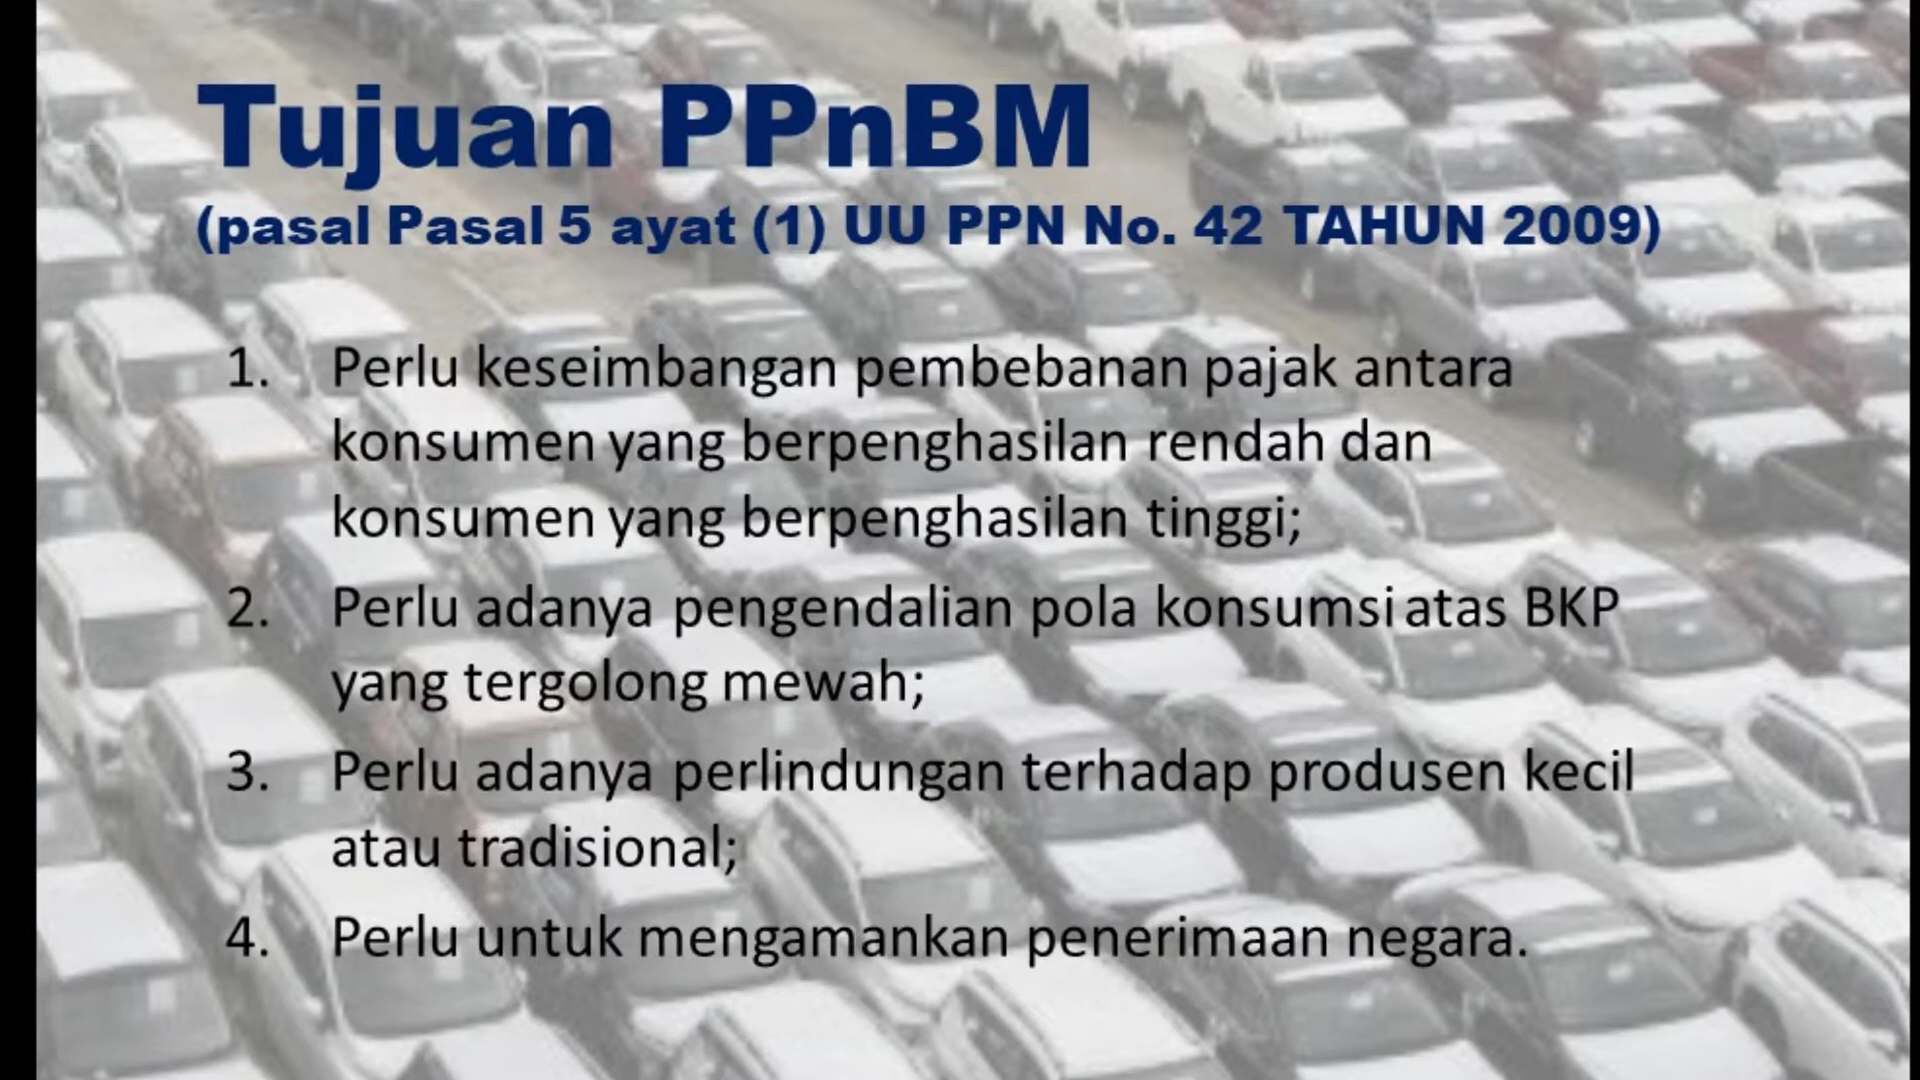 Tujuan PPnBM
(pasal Pasal 5 ayat (1) UU PPN No. 42 TAHUN 2009)
1. Perlu keseimbangan pembebanan pajak antara
konsumen yang berpenghasilan rendah dan
konsumen yang berpenghasilan tinggi;
2. Perlu adanya pengendalian pola konsumsi atas BKP
yang tergolong mewah;
3. Perlu adanya perlindungan terhadap produsen kecil
atau tradisional;
4. Perlu untuk mengamankan penerimaan negara.